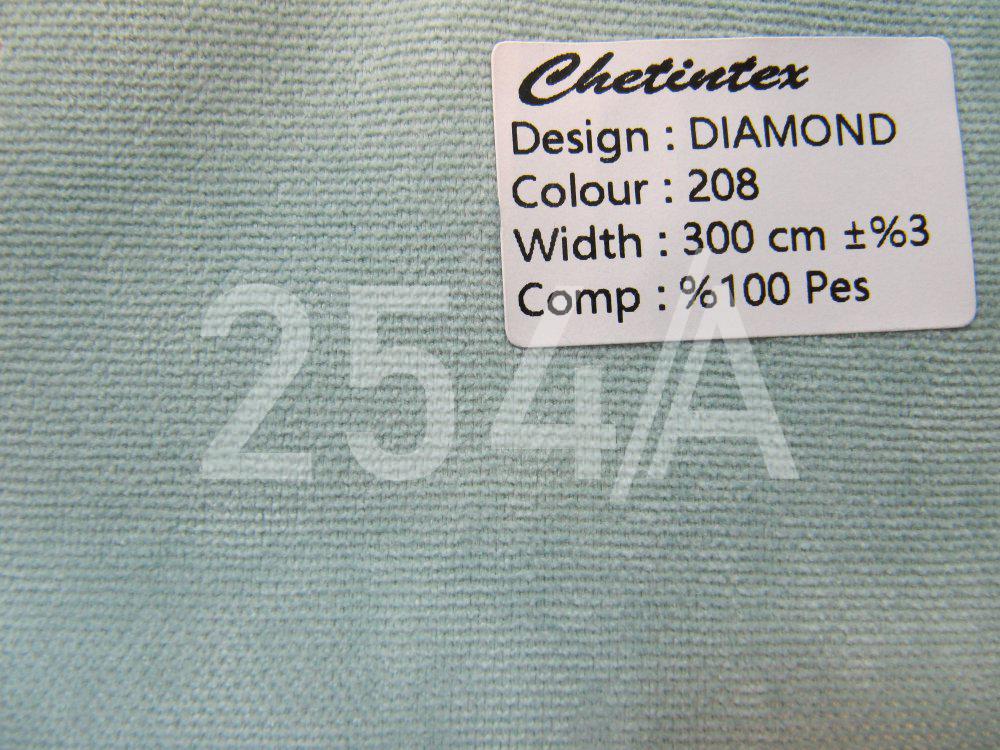 Chetintex
Design : DIAMOND
Colour : 208
Width : 300 cm ±%3
Comp : %100 Pes
254/A